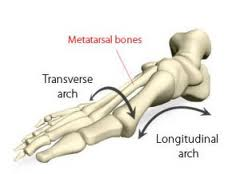 Metatarsal bones
Transverse
arch
Longitudinal
arch